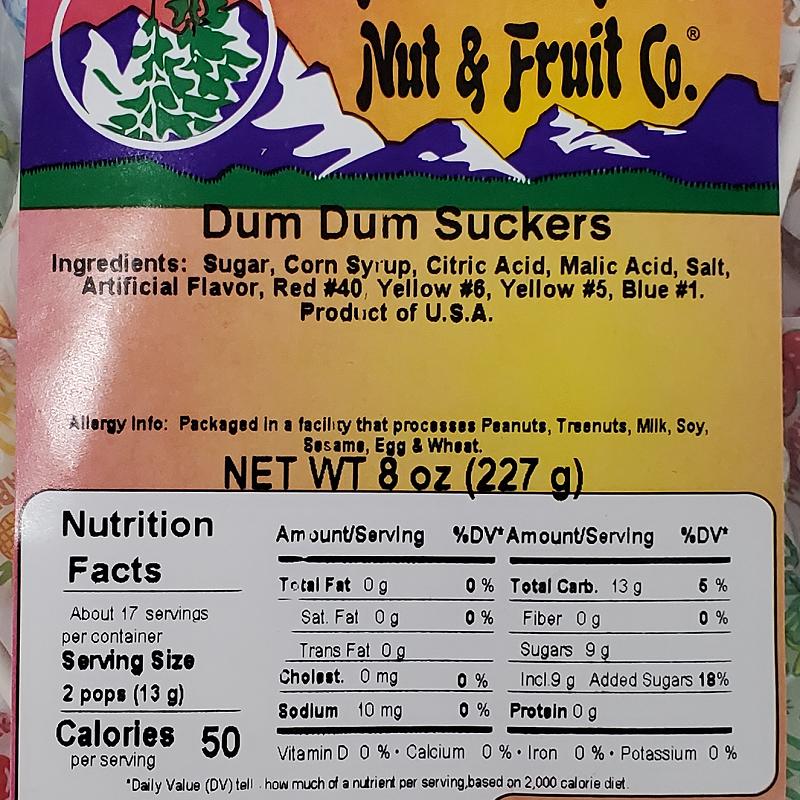 Nut & Fruit Co.®
Dum Dum Suckers
Ingredients: Sugar, Corn Syrup, Citric Acid, Malic Acid, Salt,
Artificial Flavor, Red #40, Yellow #6, Yellow #5, Blue #1.
Product of U.S.A.
Allergy Info: Packaged in a facility that processes Peanuts, Treenuts, Milk, Soy,
Sesame, Egg & Wheat.
NET WT 8 oz (227 g)
Nutrition
Facts
About 17 servings
per container
Serving Size
2 pops (13 g)
Calories 50
per serving
Amount/Serving %DV* Amount/Serving %DV*
Total Fat 0 g 0 % Total Carb. 13 g 5 %
Sat. Fat 0 g 0 % Fiber 0 g 0 %
Trans Fat 0 g Sugars 9 g
Cholest. 0 mg 0 % Incl 9 g Added Sugars 18%
Sodium 10 mg 0 % Protein 0 g
Vitamin D 0 % • Calcium 0 % • Iron 0 % • Potassium 0 %
*Daily Value (DV) tell how much of a nutrient per serving,based on 2,000 calorie diet.